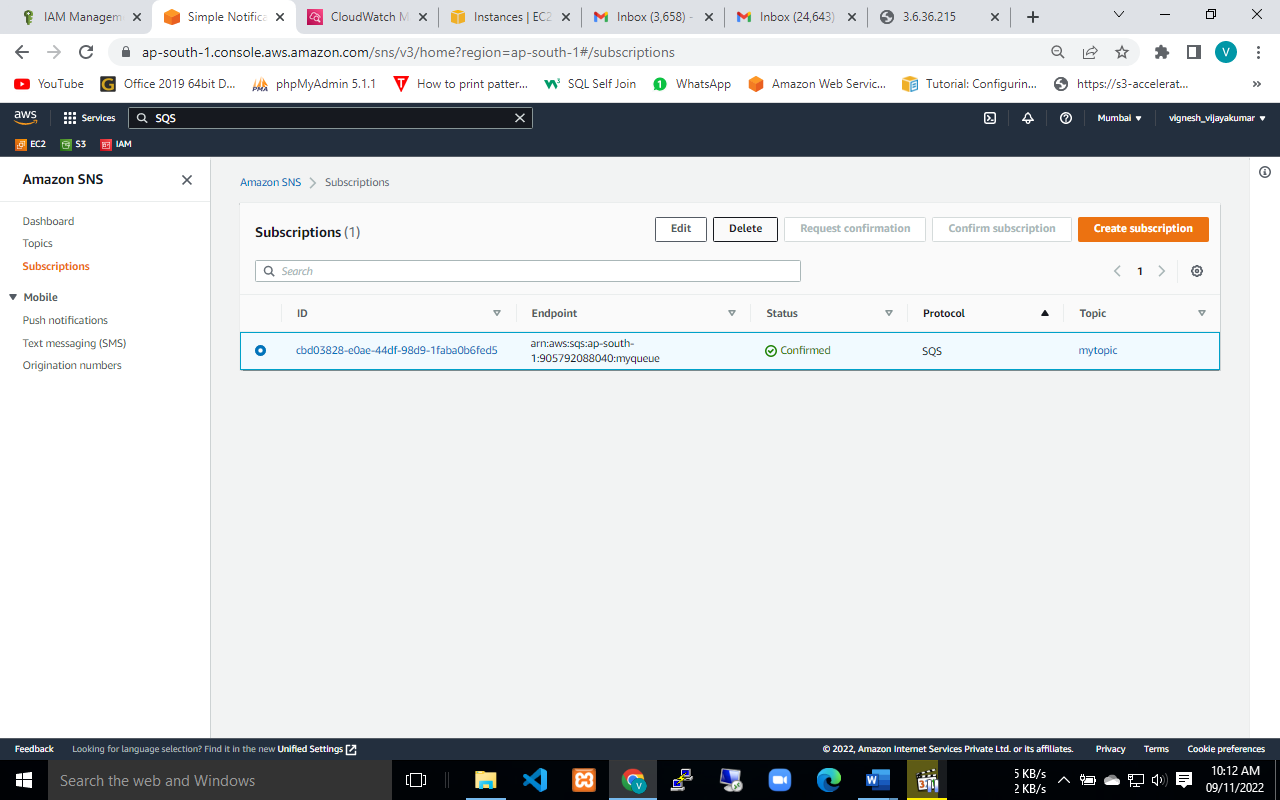 IAM Managem
Simple Notifica
CloudWatch M
Instances | EC2
Inbox (3,658) -
Inbox (24,643)
3.6.36.215
ap-south-1.console.aws.amazon.com/sns/v3/home?region=ap-south-1#/subscriptions
V
YouTube
Office 2019 64bit D...
phpMyAdmin 5.1.1
How to print patter...
SQL Self Join
WhatsApp
Amazon Web Servic...
Tutorial: Configurin...
https://s3-accelerat...
»
aws
Services
SQS
Mumbai
vignesh_vijayakumar
EC2
S3
IAM
Amazon SNS
Dashboard
Topics
Subscriptions
Mobile
Push notifications
Text messaging (SMS)
Origination numbers
Amazon SNS
Subscriptions
Subscriptions (1)
Edit
Delete
Request confirmation
Confirm subscription
Create subscription
Search
1
ID
Endpoint
Status
Protocol
Topic
cbd03828-e0ae-44df-98d9-1faba0b6fed5
arn:aws:sqs:ap-south-
1:905792088040:myqueue
Confirmed
SQS
mytopic
Feedback
Looking for language selection? Find it in the new Unified Settings
© 2022, Amazon Internet Services Private Ltd. or its affiliates.
Privacy
Terms
Cookie preferences
Search the web and Windows
5 KB/s
2 KB/s
10:12 AM
09/11/2022